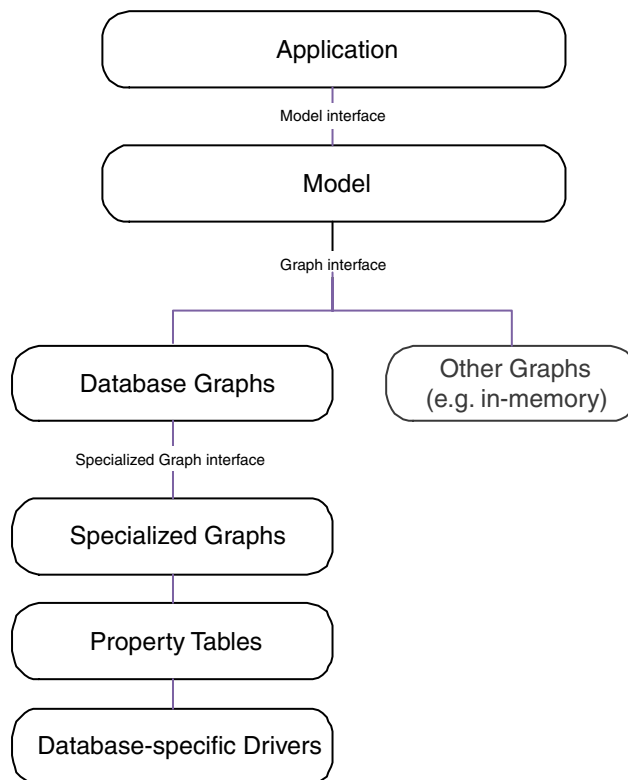 Application
Model interface
Model
Graph interface
Database Graphs
Other Graphs
(e.g. in-memory)
Specialized Graph interface
Specialized Graphs
Property Tables
Database-specific Drivers